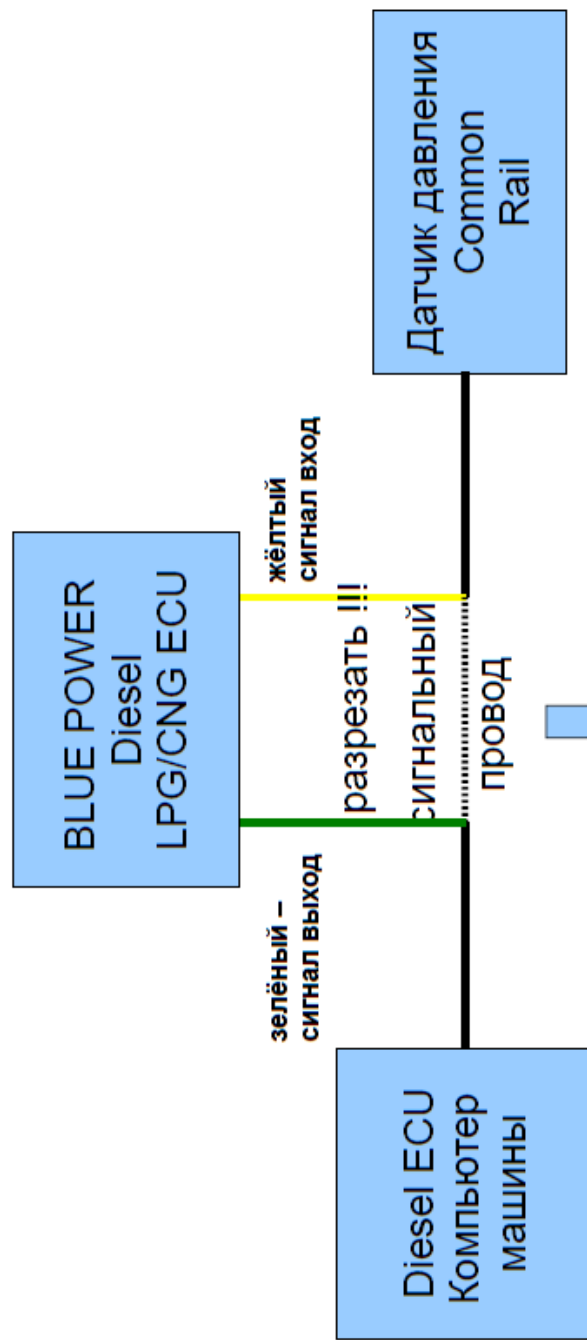 BLUE POWER
Diesel
LPG/CNG ECU
зелёный –
сигнал выход
жёлтый
сигнал вход
разрезать !!!
сигнальный
провод
Diesel ECU
Компьютер
машины
Датчик давления
Common
Rail